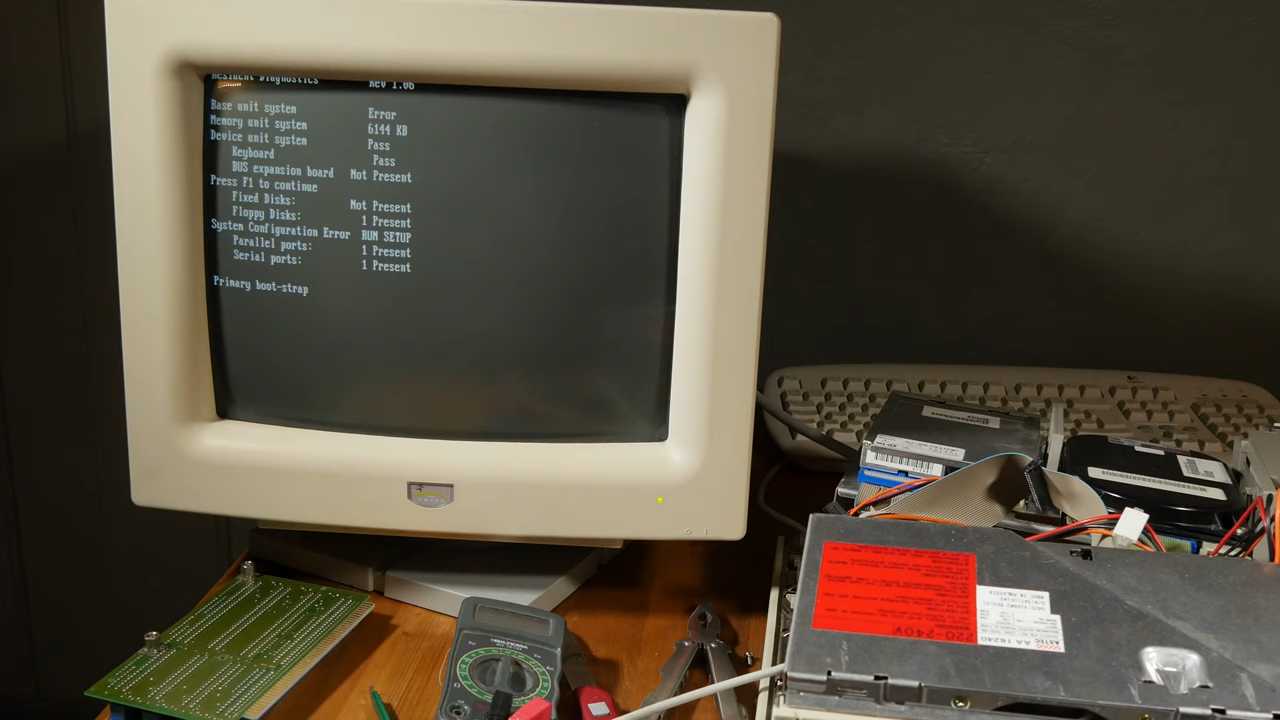 Resident Diagnostics Rev 1.06
Base unit system Error
Memory unit system 6144 KB
Device unit system Pass
Keyboard Pass
BUS expansion board Not Present
Press F1 to continue
Fixed Disks: Not Present
Floppy Disks: 1 Present
System Configuration Error RUN SETUP
Parallel ports: 1 Present
Serial ports: 1 Present
Primary boot-strap
220-240V
ASTEC AA 16240